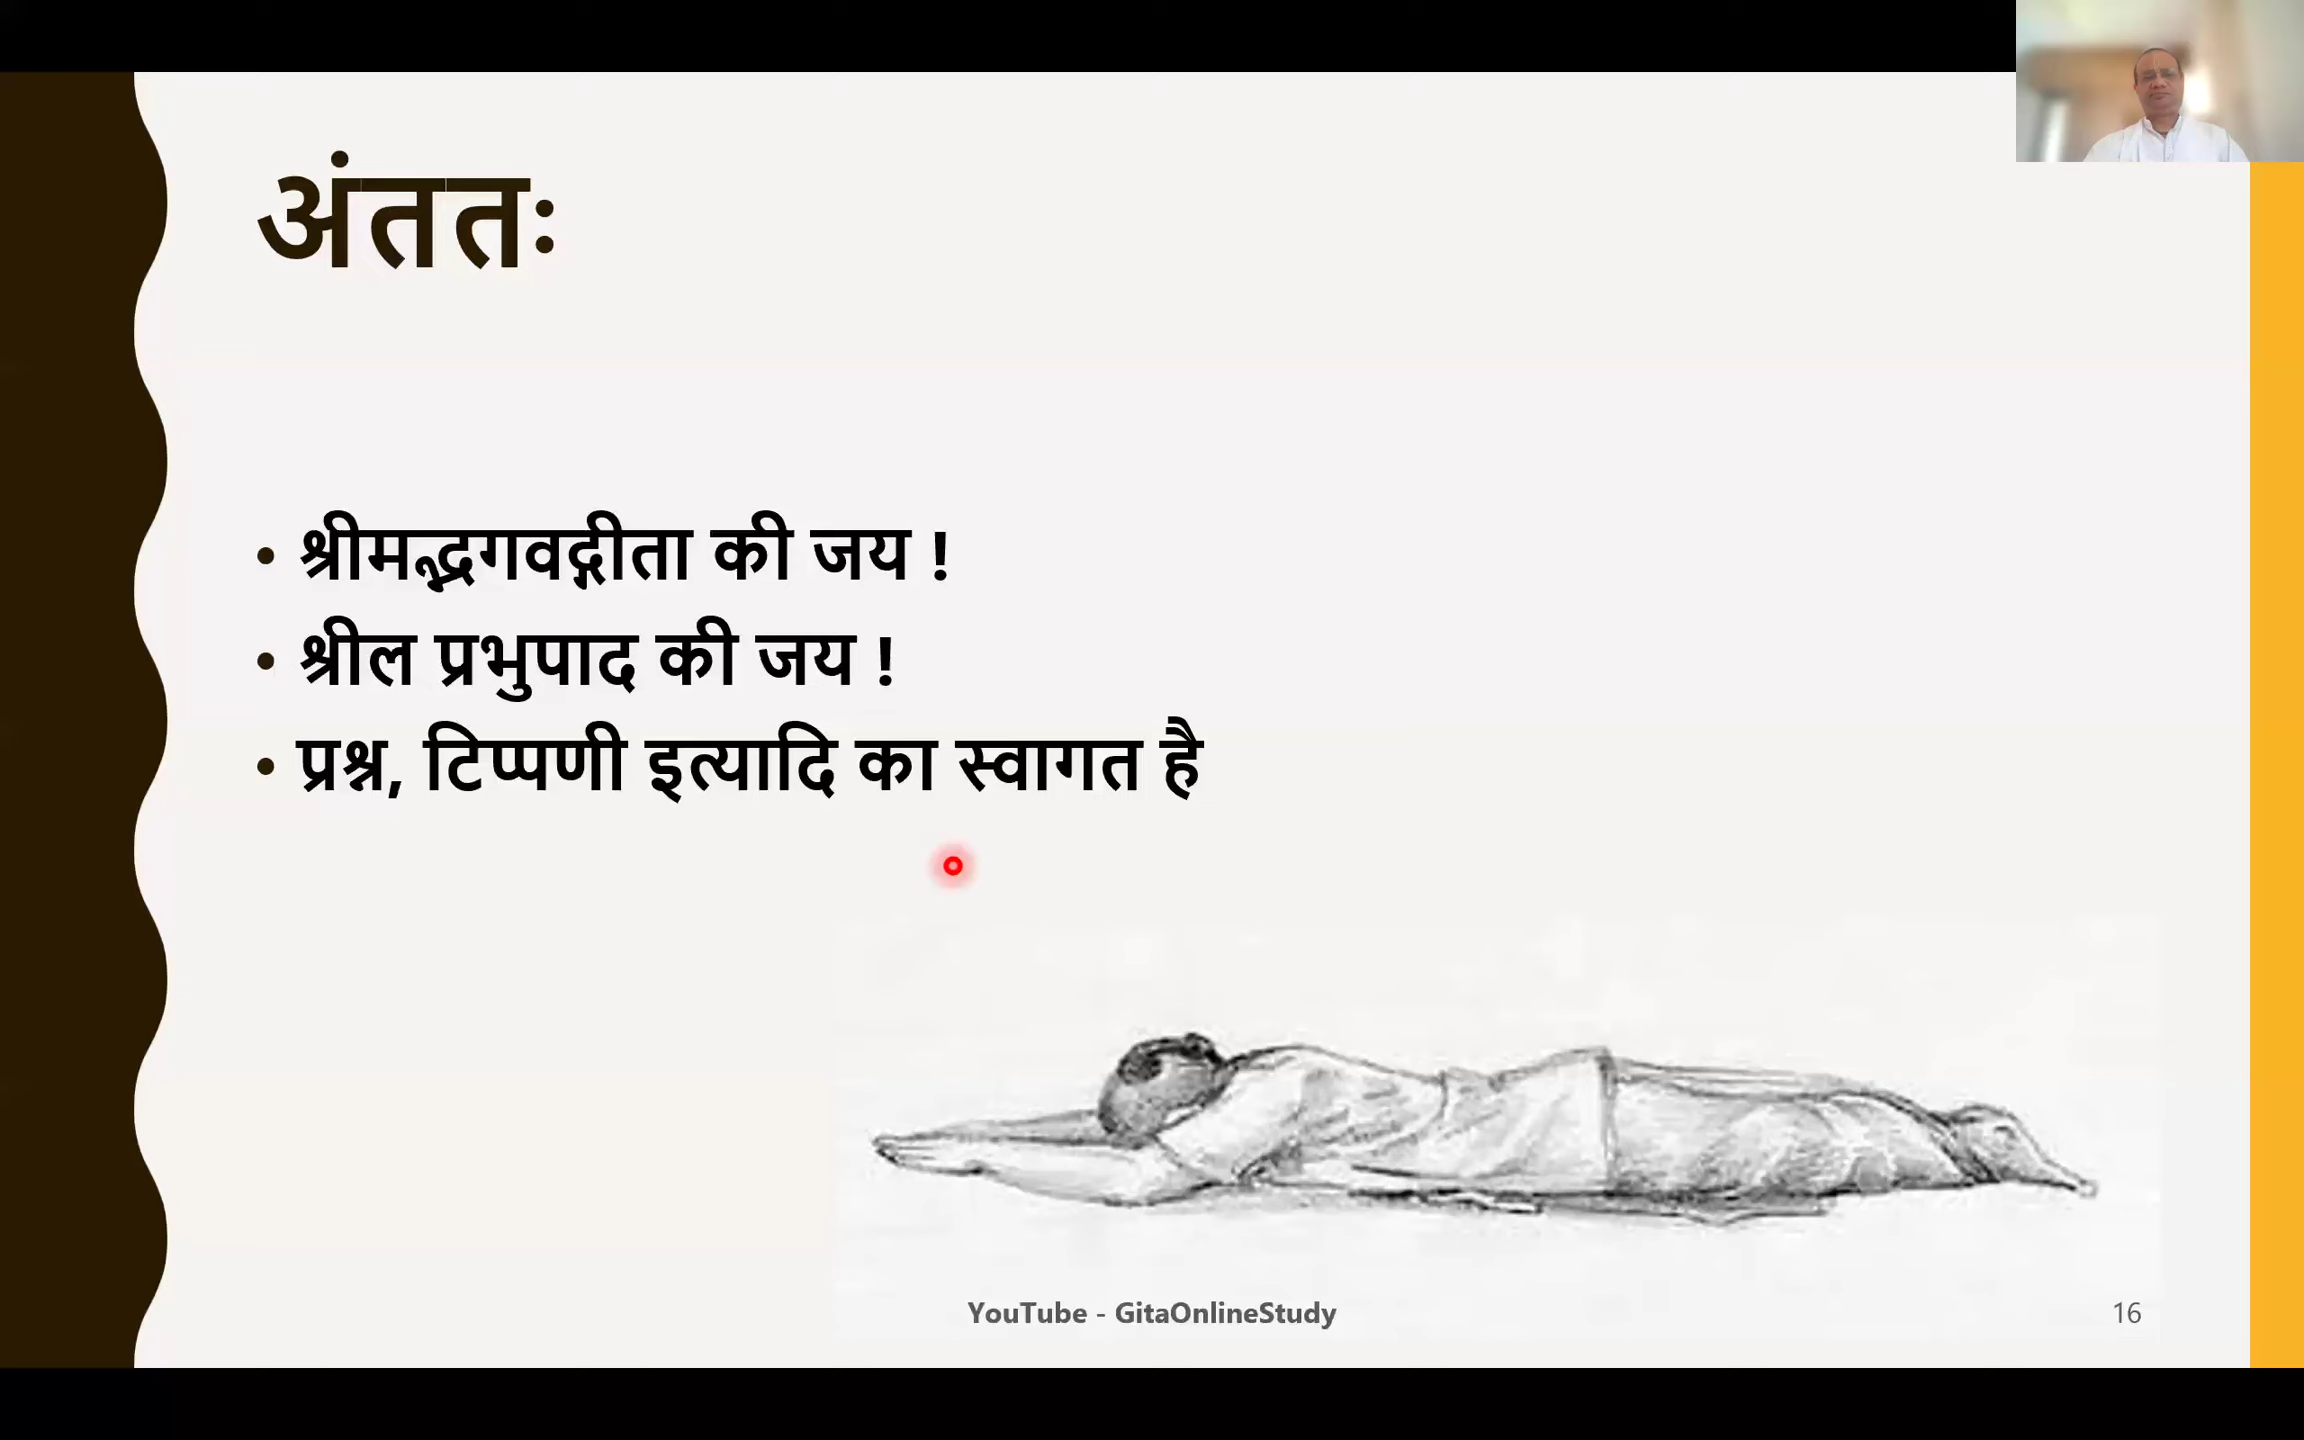 अंततः
• श्रीमद्भगवद्गीता की जय !
• श्रील प्रभुपाद की जय !
• प्रश्न, टिप्पणी इत्यादि का स्वागत है
YouTube - GitaOnlineStudy
16